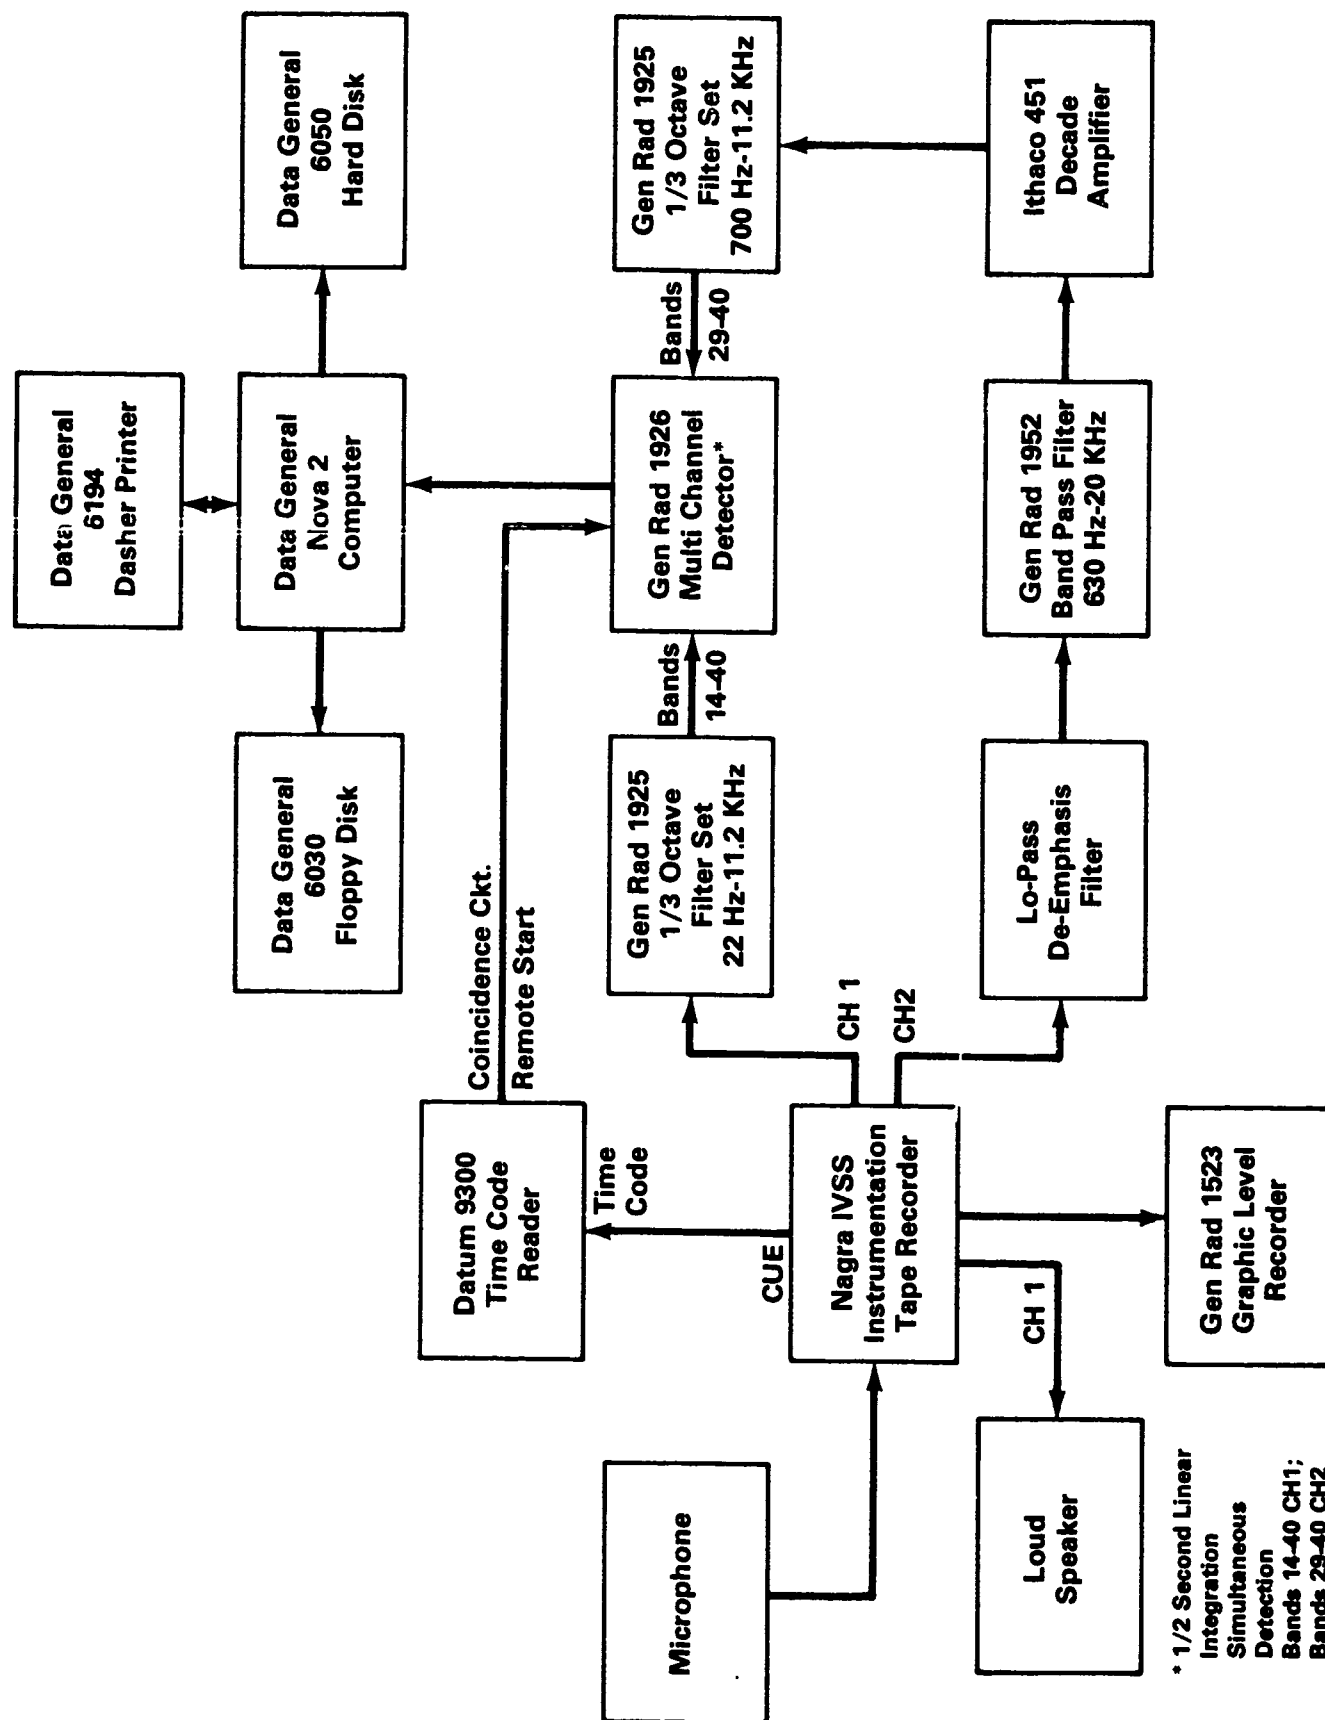 Microphone
Loud
Speaker
* 1/2 Second Linear
Integration
Simultaneous
Detection
Bands 14-40 CH1;
Bands 29-40 CH2
Datum 9300
Time Code
Reader
CUE
Time
Code
Nagra IVSS
Instrumentation
Tape Recorder
CH 1
Gen Rad 1523
Graphic Level
Recorder
Coincidence Ckt.
Remote Start
CH 1
CH2
Data General
6030
Floppy Disk
Gen Rad 1925
1/3 Octave
Filter Set
22 Hz-11.2 KHz
Lo-Pass
De-Emphasis
Filter
Bands
14-40
Data General
6194
Dasher Printer
Data General
Nova 2
Computer
Gen Rad 1926
Multi Channel
Detector*
Gen Rad 1952
Band Pass Filter
630 Hz-20 KHz
Bands
29-40
Data General
6050
Hard Disk
Gen Rad 1925
1/3 Octave
Filter Set
700 Hz-11.2 KHz
Ithaco 451
Decade
Amplifier